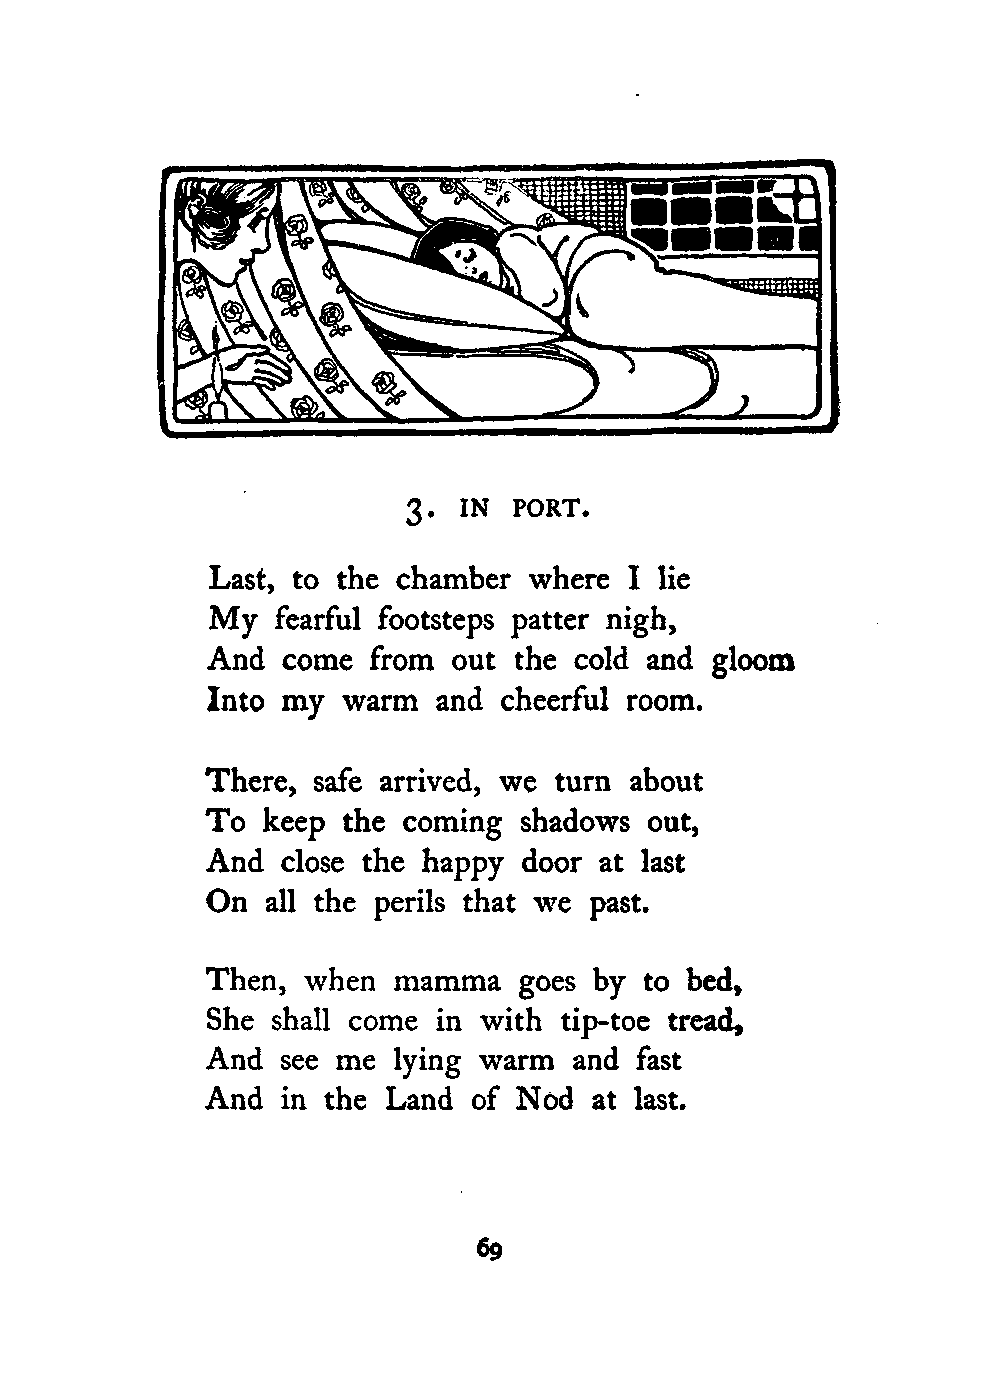 3. IN PORT.
Last, to the chamber where I lie
My fearful footsteps patter nigh,
And come from out the cold and gloom
Into my warm and cheerful room.
There, safe arrived, we turn about
To keep the coming shadows out,
And close the happy door at last
On all the perils that we past.
Then, when mamma goes by to bed,
She shall come in with tip-toe tread,
And see me lying warm and fast
And in the Land of Nod at last.
69